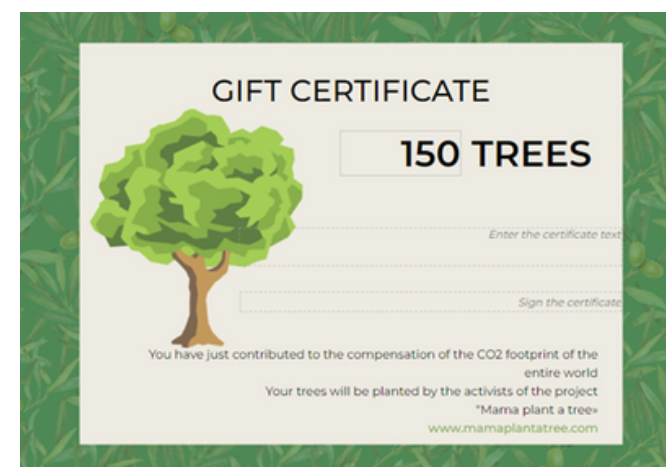 GIFT CERTIFICATE
150 TREES
Enter the certificate text
Sign the certificate
You have just contributed to the compensation of the CO2 footprint of the
entire world
Your trees will be planted by the activists of the project
"Mama plant a tree»
www.mamaplantatree.com